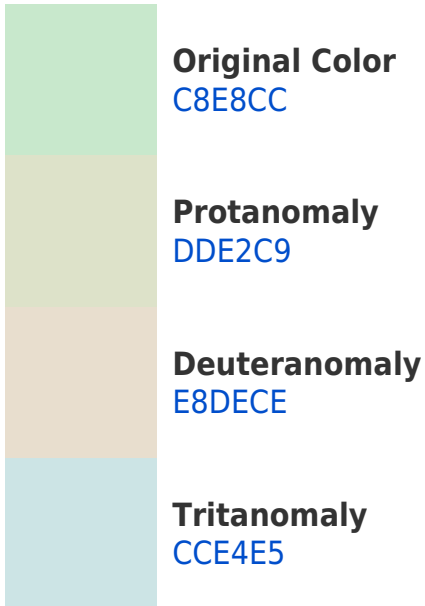 Original Color
C8E8CC
Protanomaly
DDE2C9
Deuteranomaly
E8DECE
Tritanomaly
CCE4E5